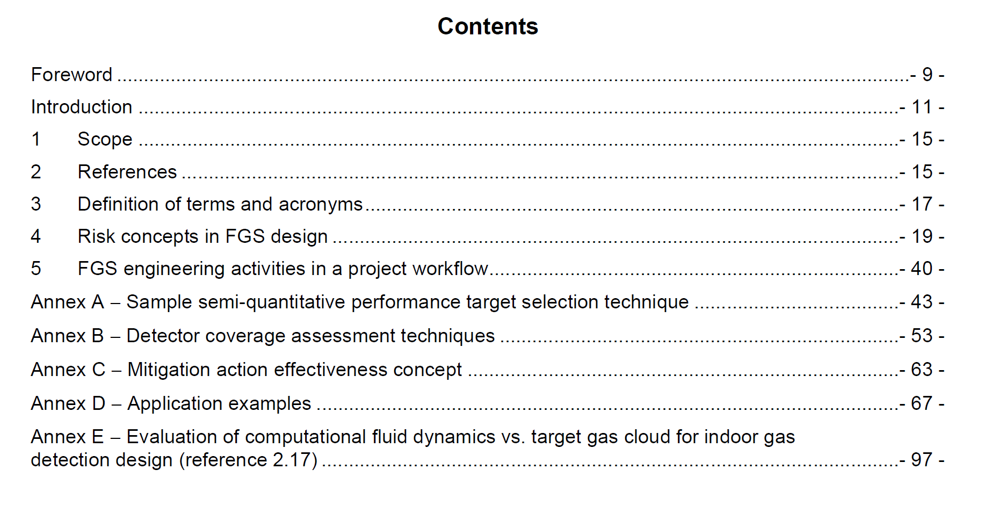 Contents
Foreword ........................................................................................................................................- 9 -
Introduction ...................................................................................................................................- 11 -
1 Scope ...................................................................................................................................- 15 -
2 References ...........................................................................................................................- 15 -
3 Definition of terms and acronyms...........................................................................................- 17 -
4 Risk concepts in FGS design .................................................................................................- 19 -
5 FGS engineering activities in a project workflow......................................................................- 40 -
Annex A – Sample semi-quantitative performance target selection technique ...................................- 43 -
Annex B – Detector coverage assessment techniques ....................................................................- 53 -
Annex C – Mitigation action effectiveness concept .........................................................................- 63 -
Annex D – Application examples ...................................................................................................- 67 -
Annex E – Evaluation of computational fluid dynamics vs. target gas cloud for indoor gas
detection design (reference 2.17) ..................................................................................................- 97 -